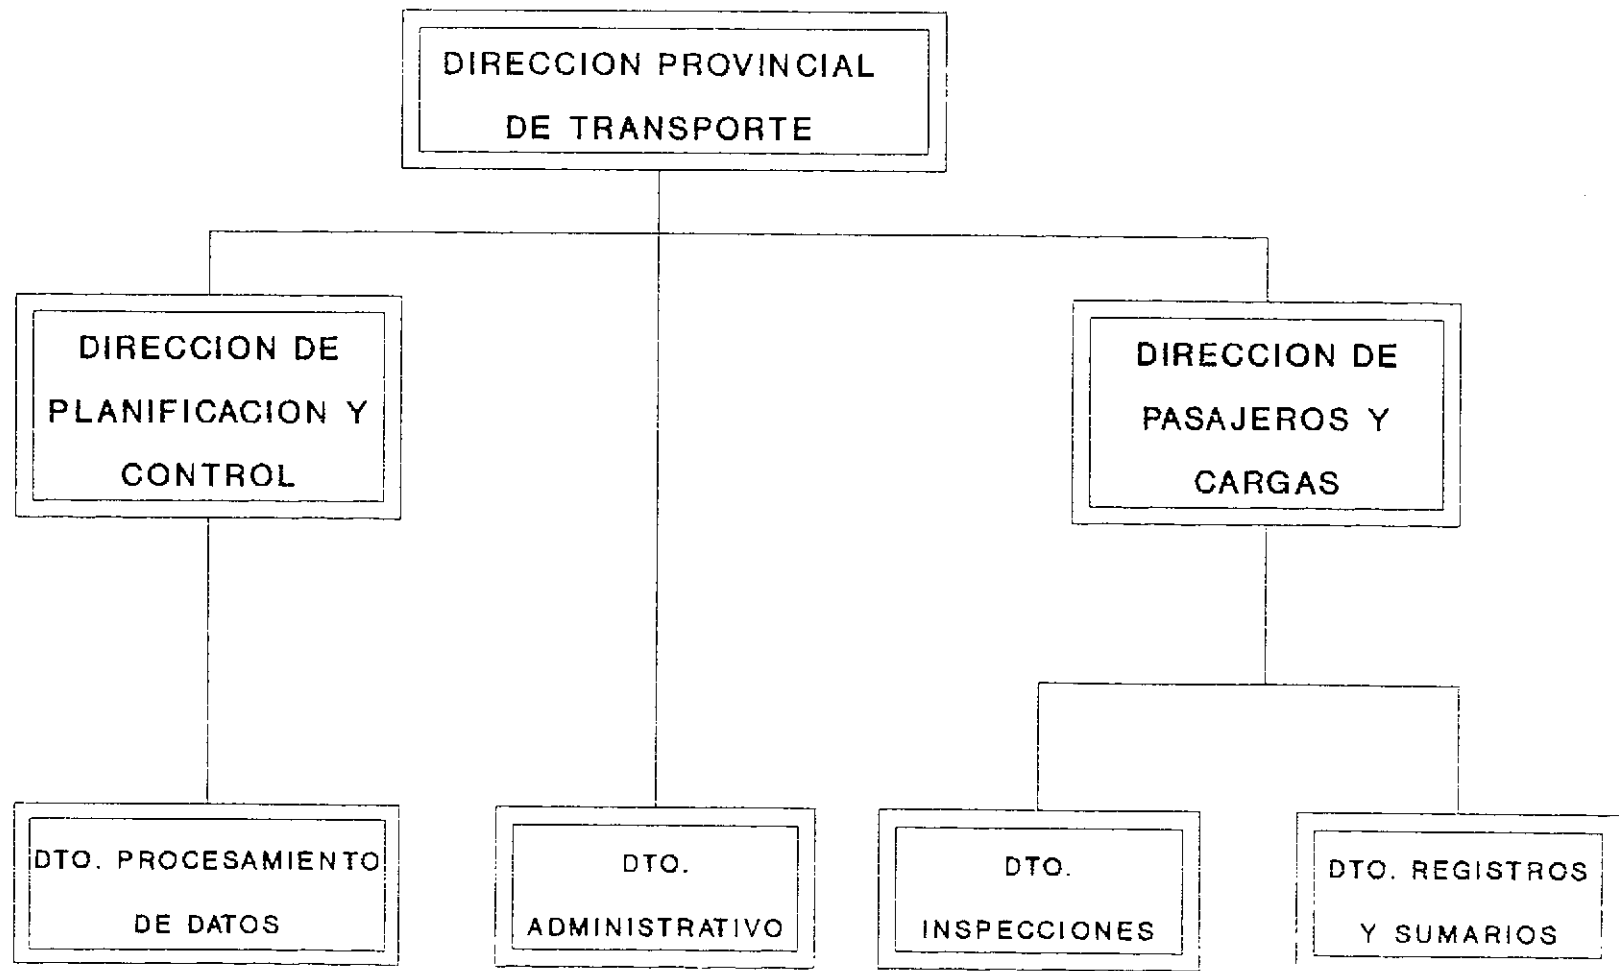 DIRECCION PROVINCIAL
DE TRANSPORTE
DIRECCION DE
PLANIFICACION Y
CONTROL
DIRECCION DE
PASAJEROS Y
CARGAS
DTO. PROCESAMIENTO
DE DATOS
DTO.
ADMINISTRATIVO
DTO.
INSPECCIONES
DTO. REGISTROS
Y SUMARIOS